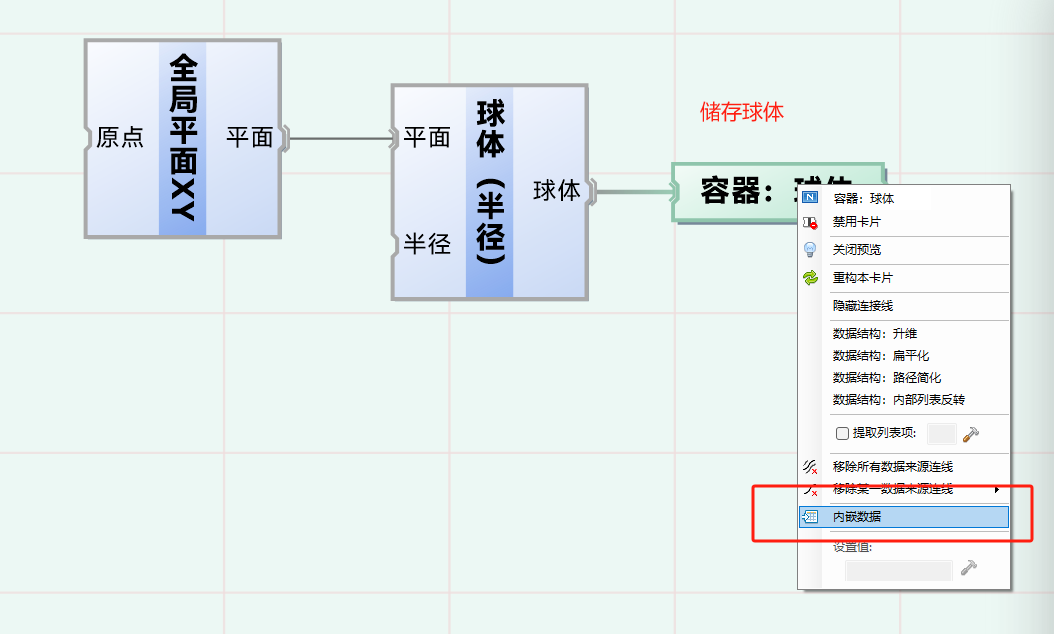 全局平面XY
原点
平面
球体（半径）
平面
半径
球体
储存球体
容器：球体
容器：球体
禁用卡片
关闭预览
重构本卡片
隐藏连接线
数据结构：升维
数据结构：扁平化
数据结构：路径简化
数据结构：内部列表反转
提取列表项:
移除所有数据来源连线
移除某一数据来源连线
内嵌数据
设置值: